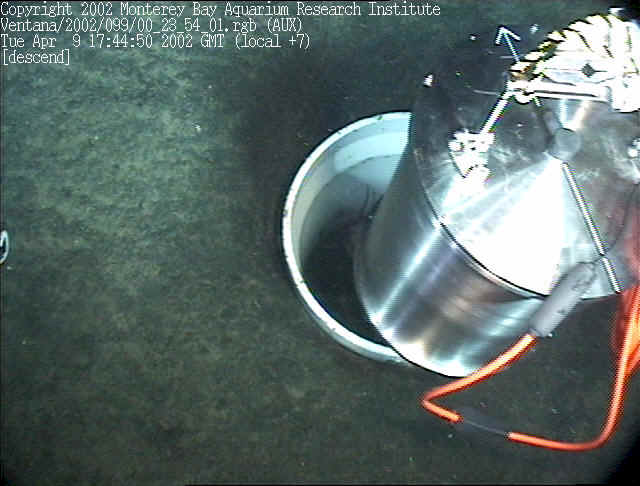 Copyright 2002 Monterey Bay Aquarium Research Institute
Ventana/2002/099/00_23_54_01.rgb (AUX)
Tue Apr  9 17:44:50 2002 GMT (local +7)
[descend]